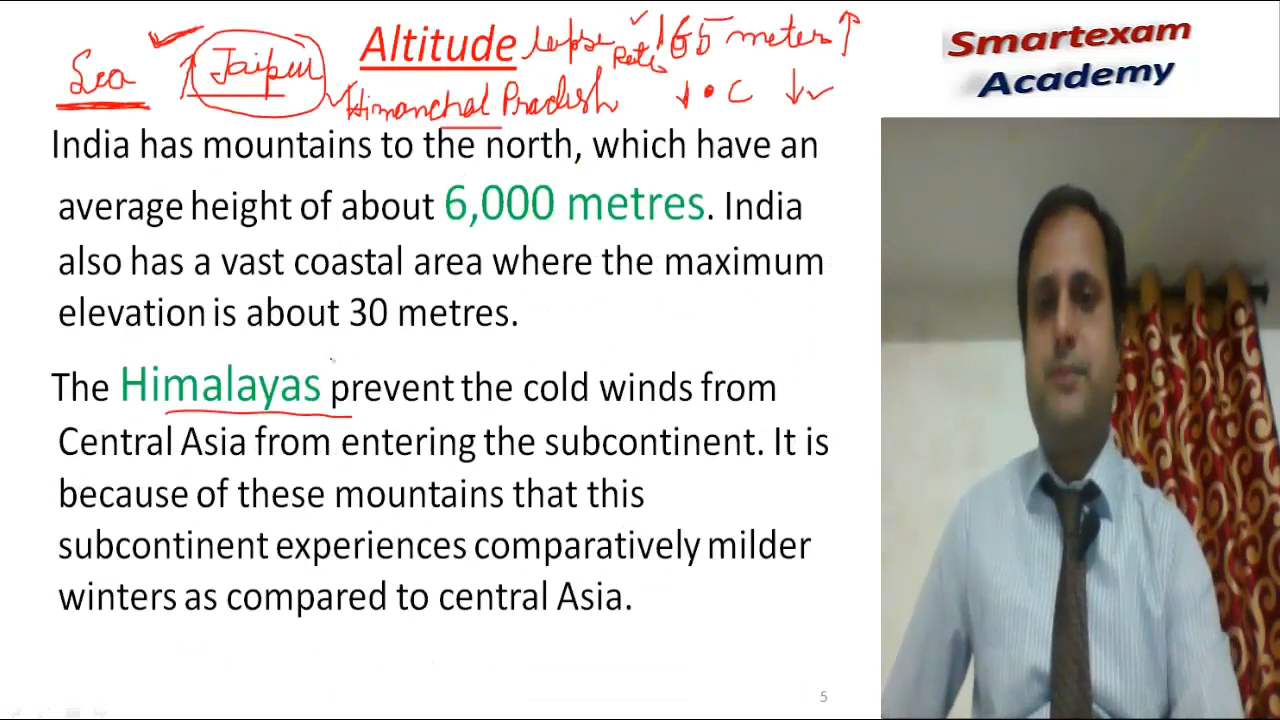 Sea Jaipur Altitude lapse Rate 165 meter
Himanchal Pradesh °C
India has mountains to the north, which have an
average height of about 6,000 metres. India
also has a vast coastal area where the maximum
elevation is about 30 metres.
The Himalayas prevent the cold winds from
Central Asia from entering the subcontinent. It is
because of these mountains that this
subcontinent experiences comparatively milder
winters as compared to central Asia.
5
Smartexam
Academy